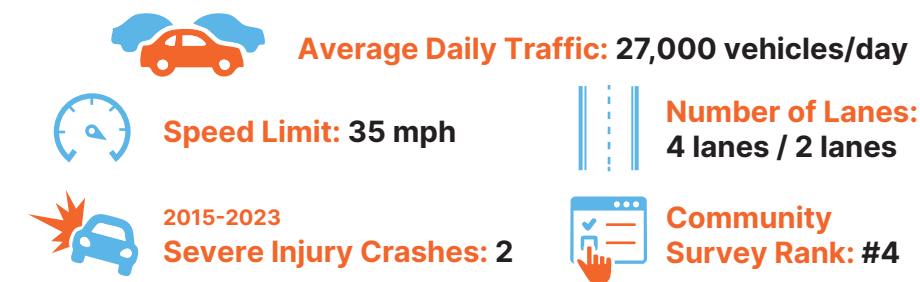 Average Daily Traffic: 27,000 vehicles/day
Speed Limit: 35 mph
Number of Lanes:
4 lanes / 2 lanes
2015-2023
Severe Injury Crashes: 2
Community
Survey Rank: #4